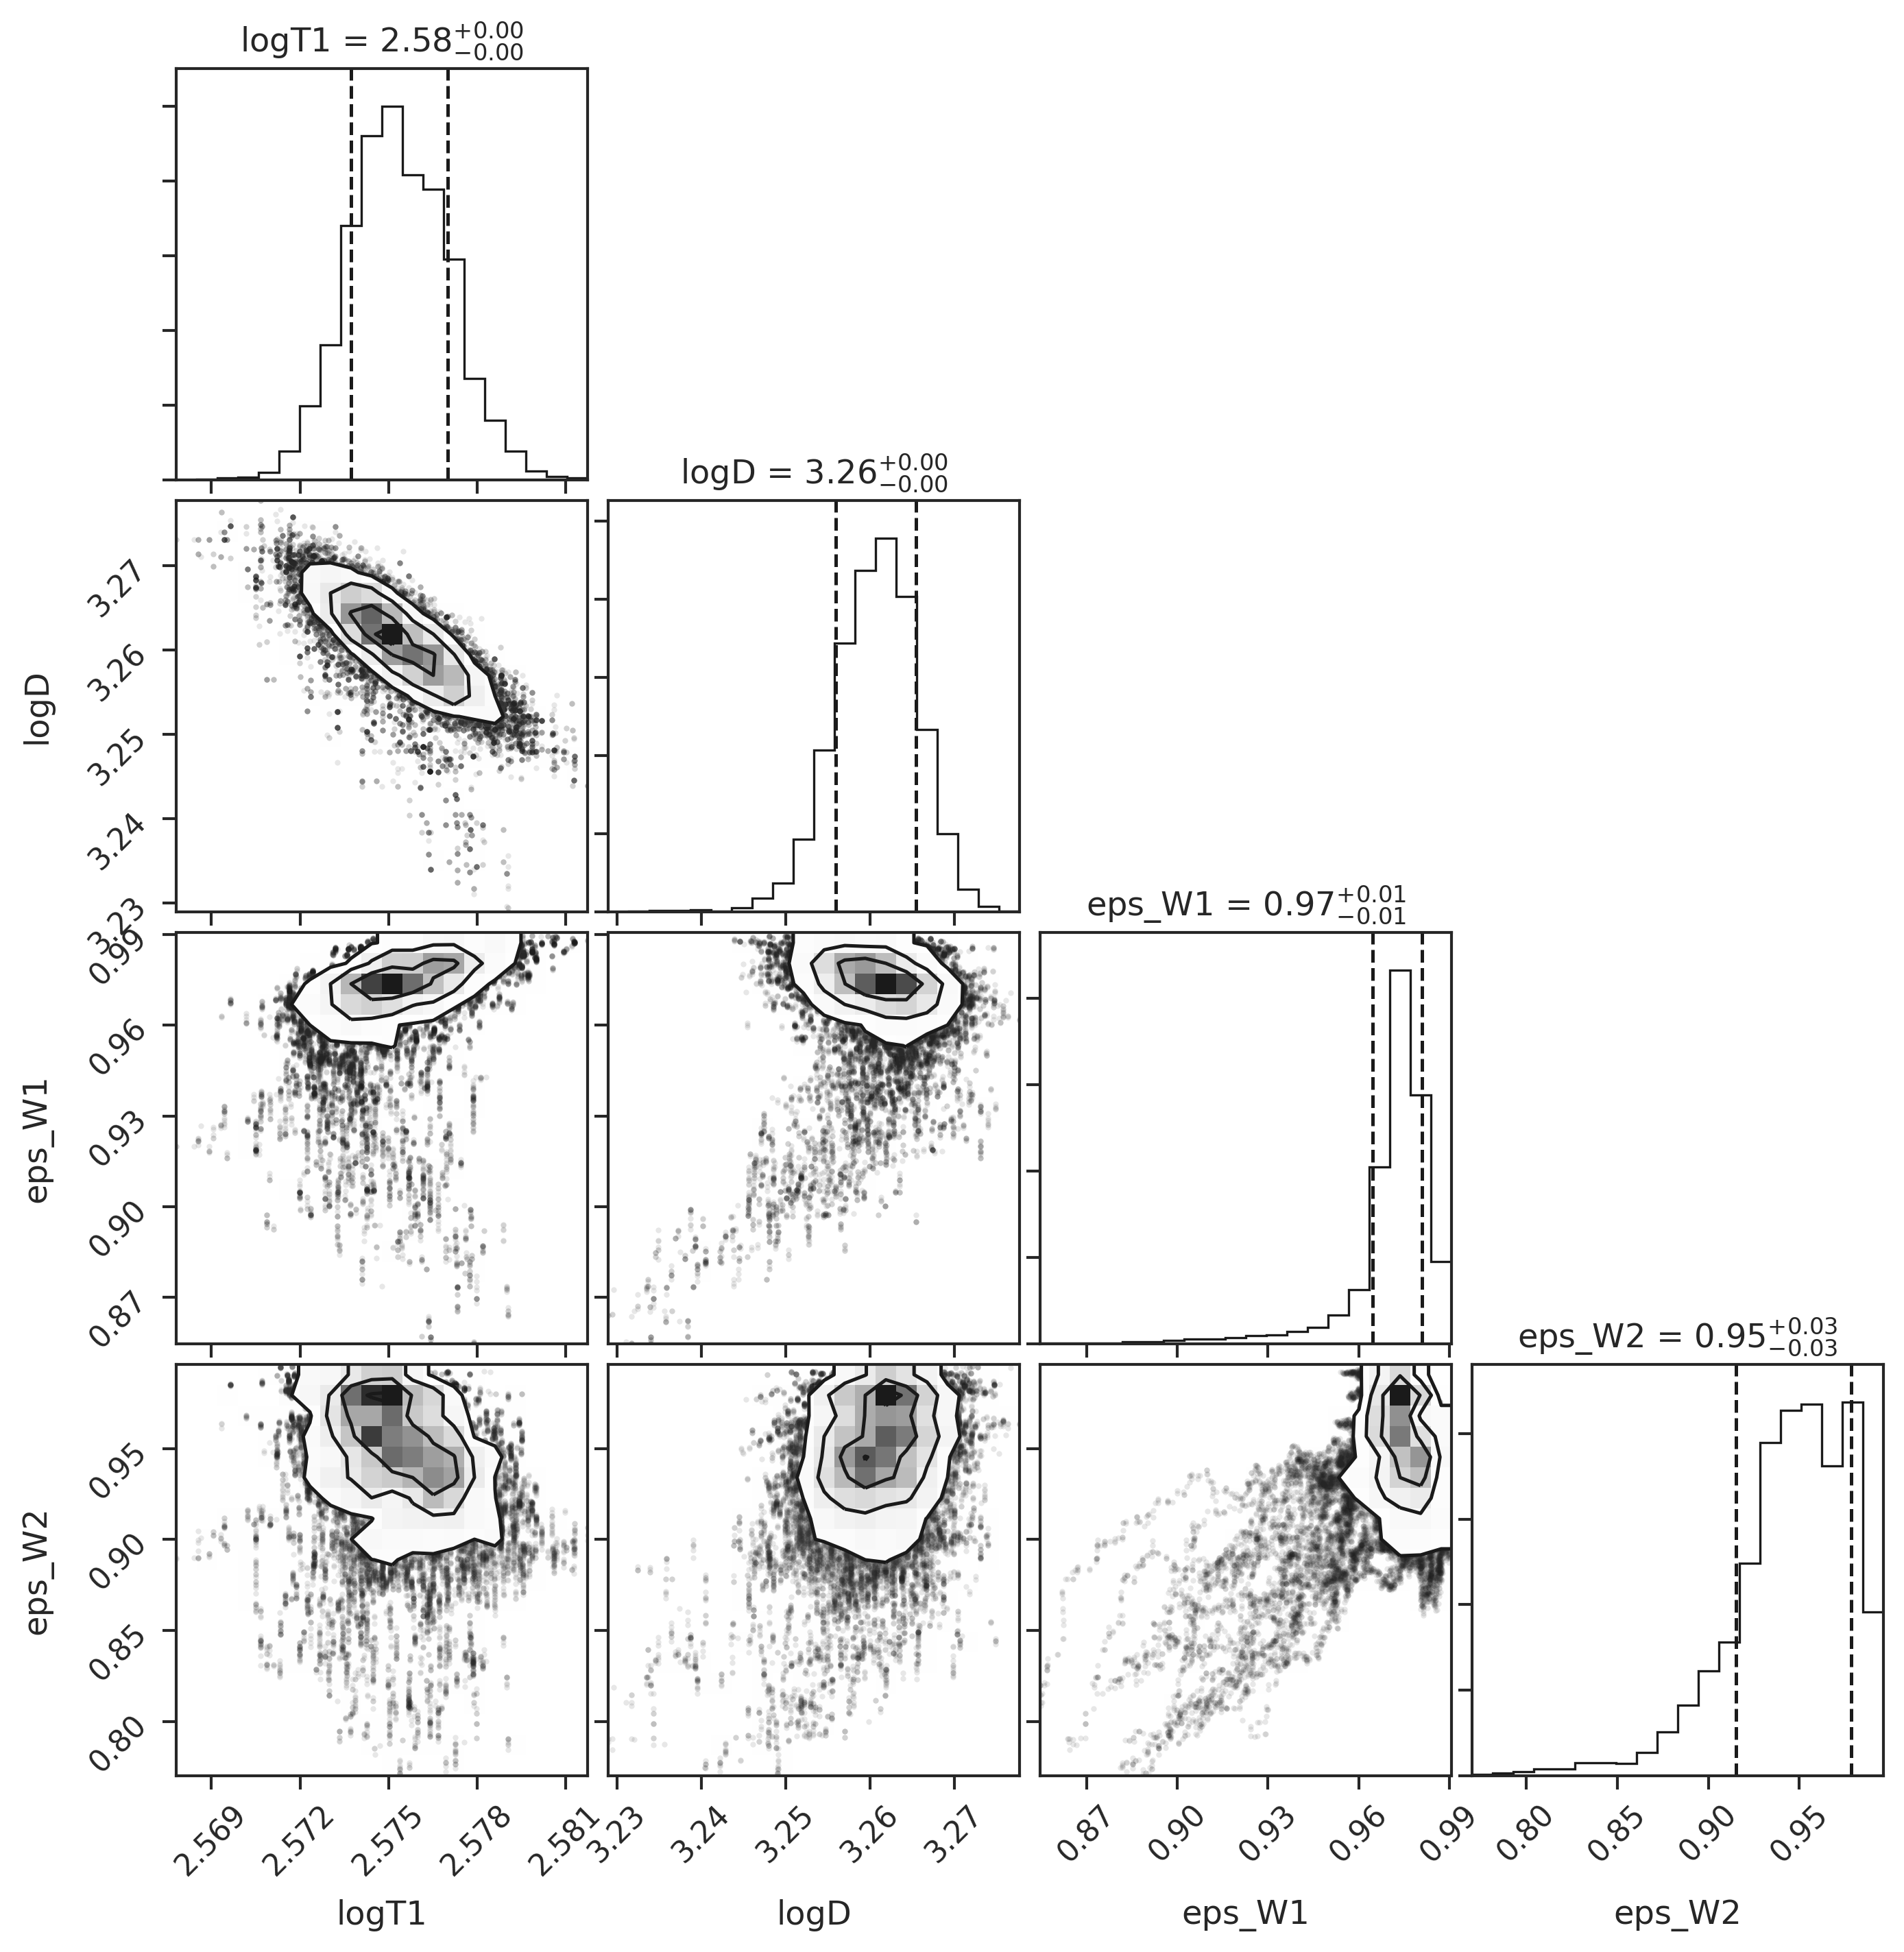 logT1 = 2.58+0.00 −0.00
logD = 3.26+0.00 −0.00
3.27
3.26
3.25
3.24
3.23
logD
eps_W1 = 0.97+0.01 −0.01
0.99
0.96
0.93
0.90
0.87
eps_W1
eps_W2 = 0.95+0.03 −0.03
0.95
0.90
0.85
0.80
eps_W2
2.569 2.572 2.575 2.578 2.581 3.23 3.24 3.25 3.26 3.27 0.87 0.90 0.93 0.96 0.99 0.80 0.85 0.90 0.95
logT1 logD eps_W1 eps_W2